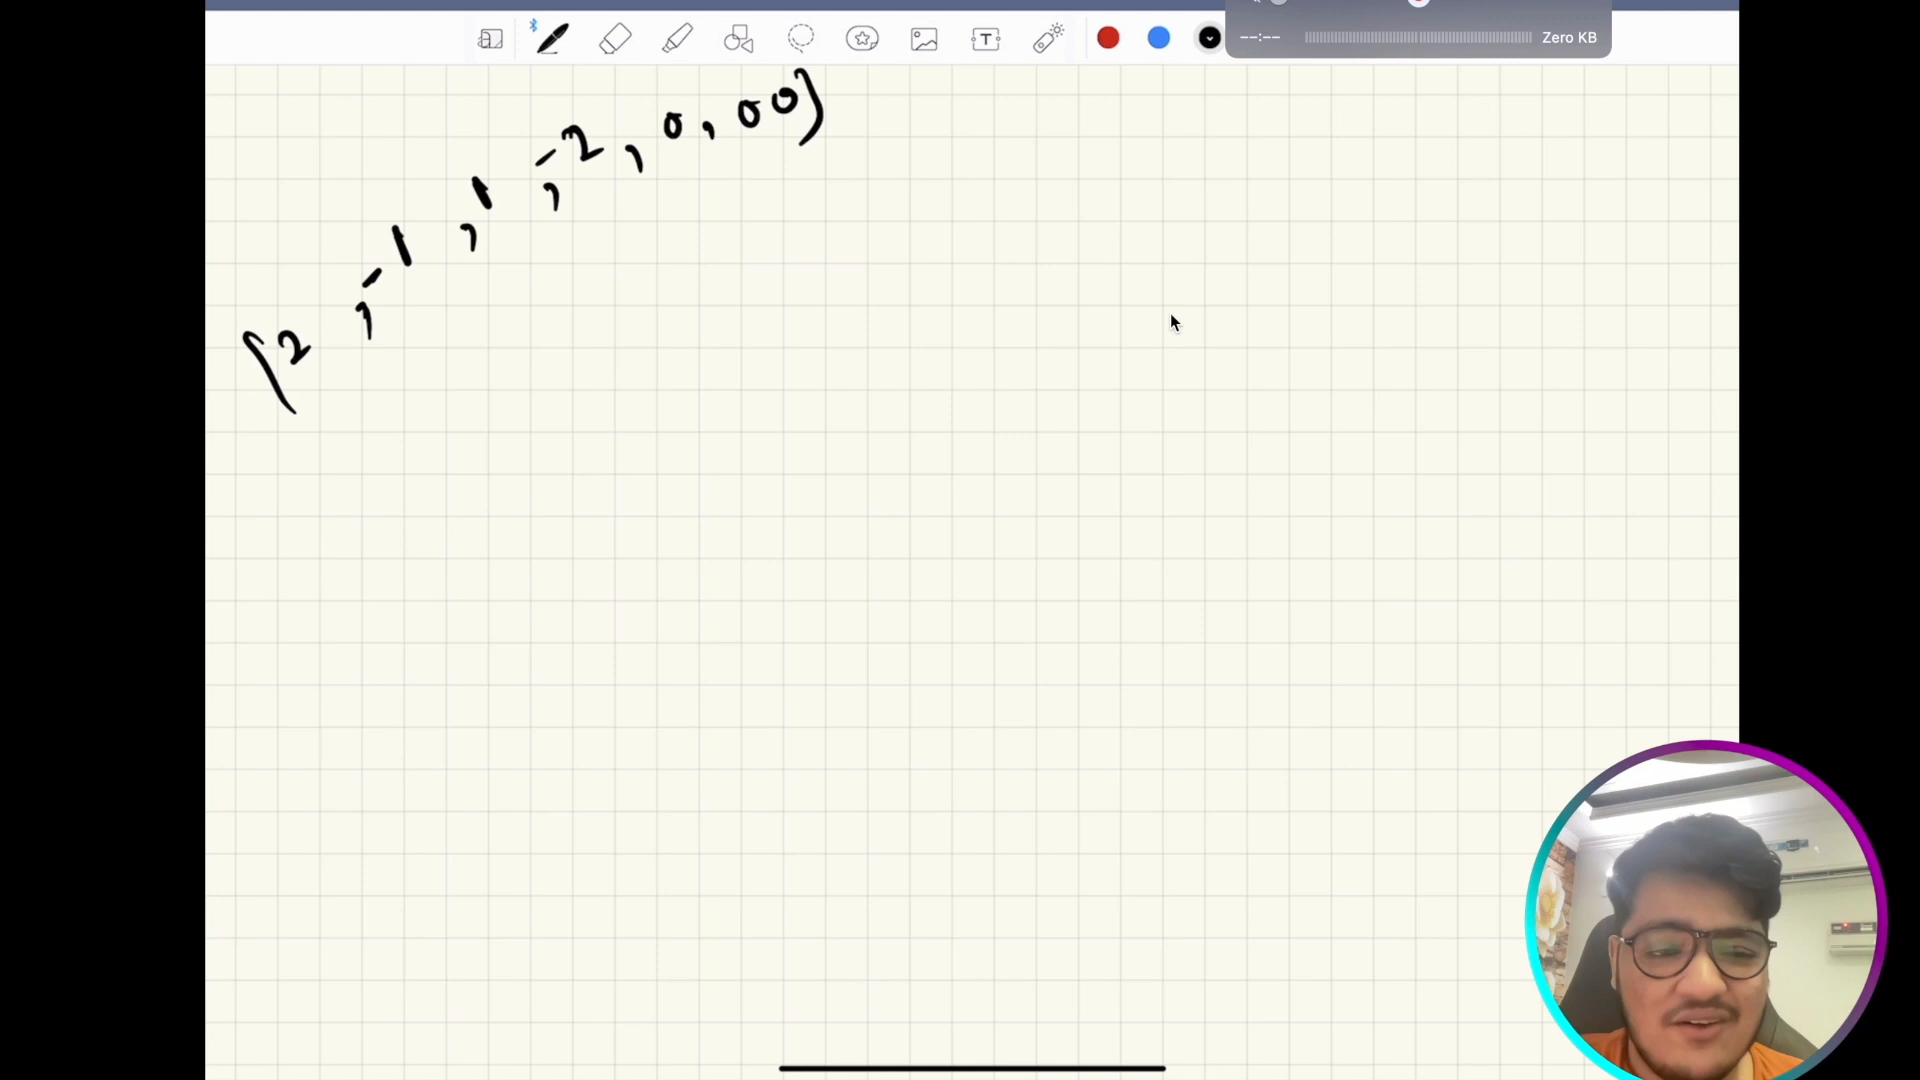 --:-- Zero KB
T
(2 , -1 , 1 , -2 , 0 , 00)